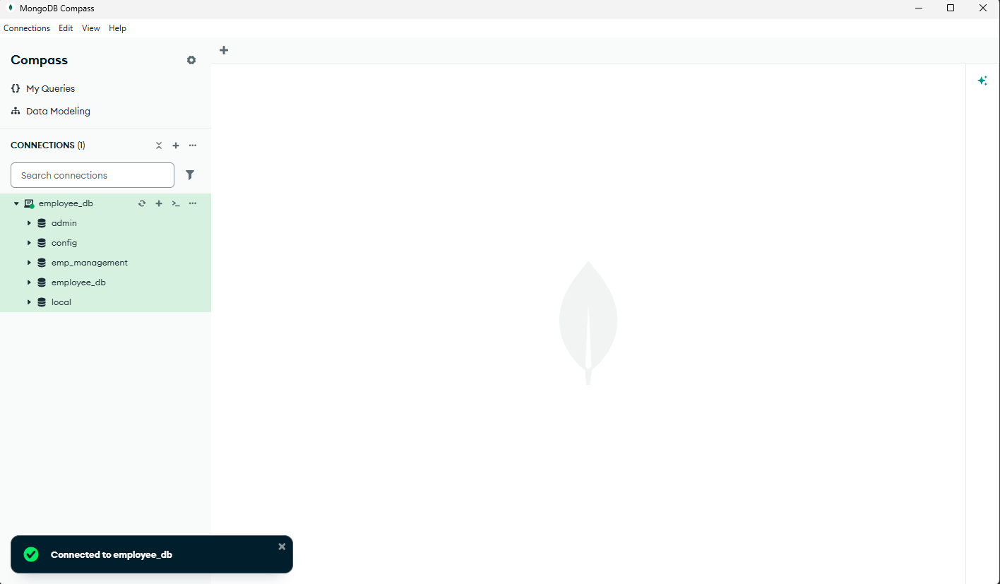 MongoDB Compass
Connections Edit View Help
Compass
My Queries
Data Modeling
CONNECTIONS (1)
Search connections
employee_db
admin
config
emp_management
employee_db
local
Connected to employee_db